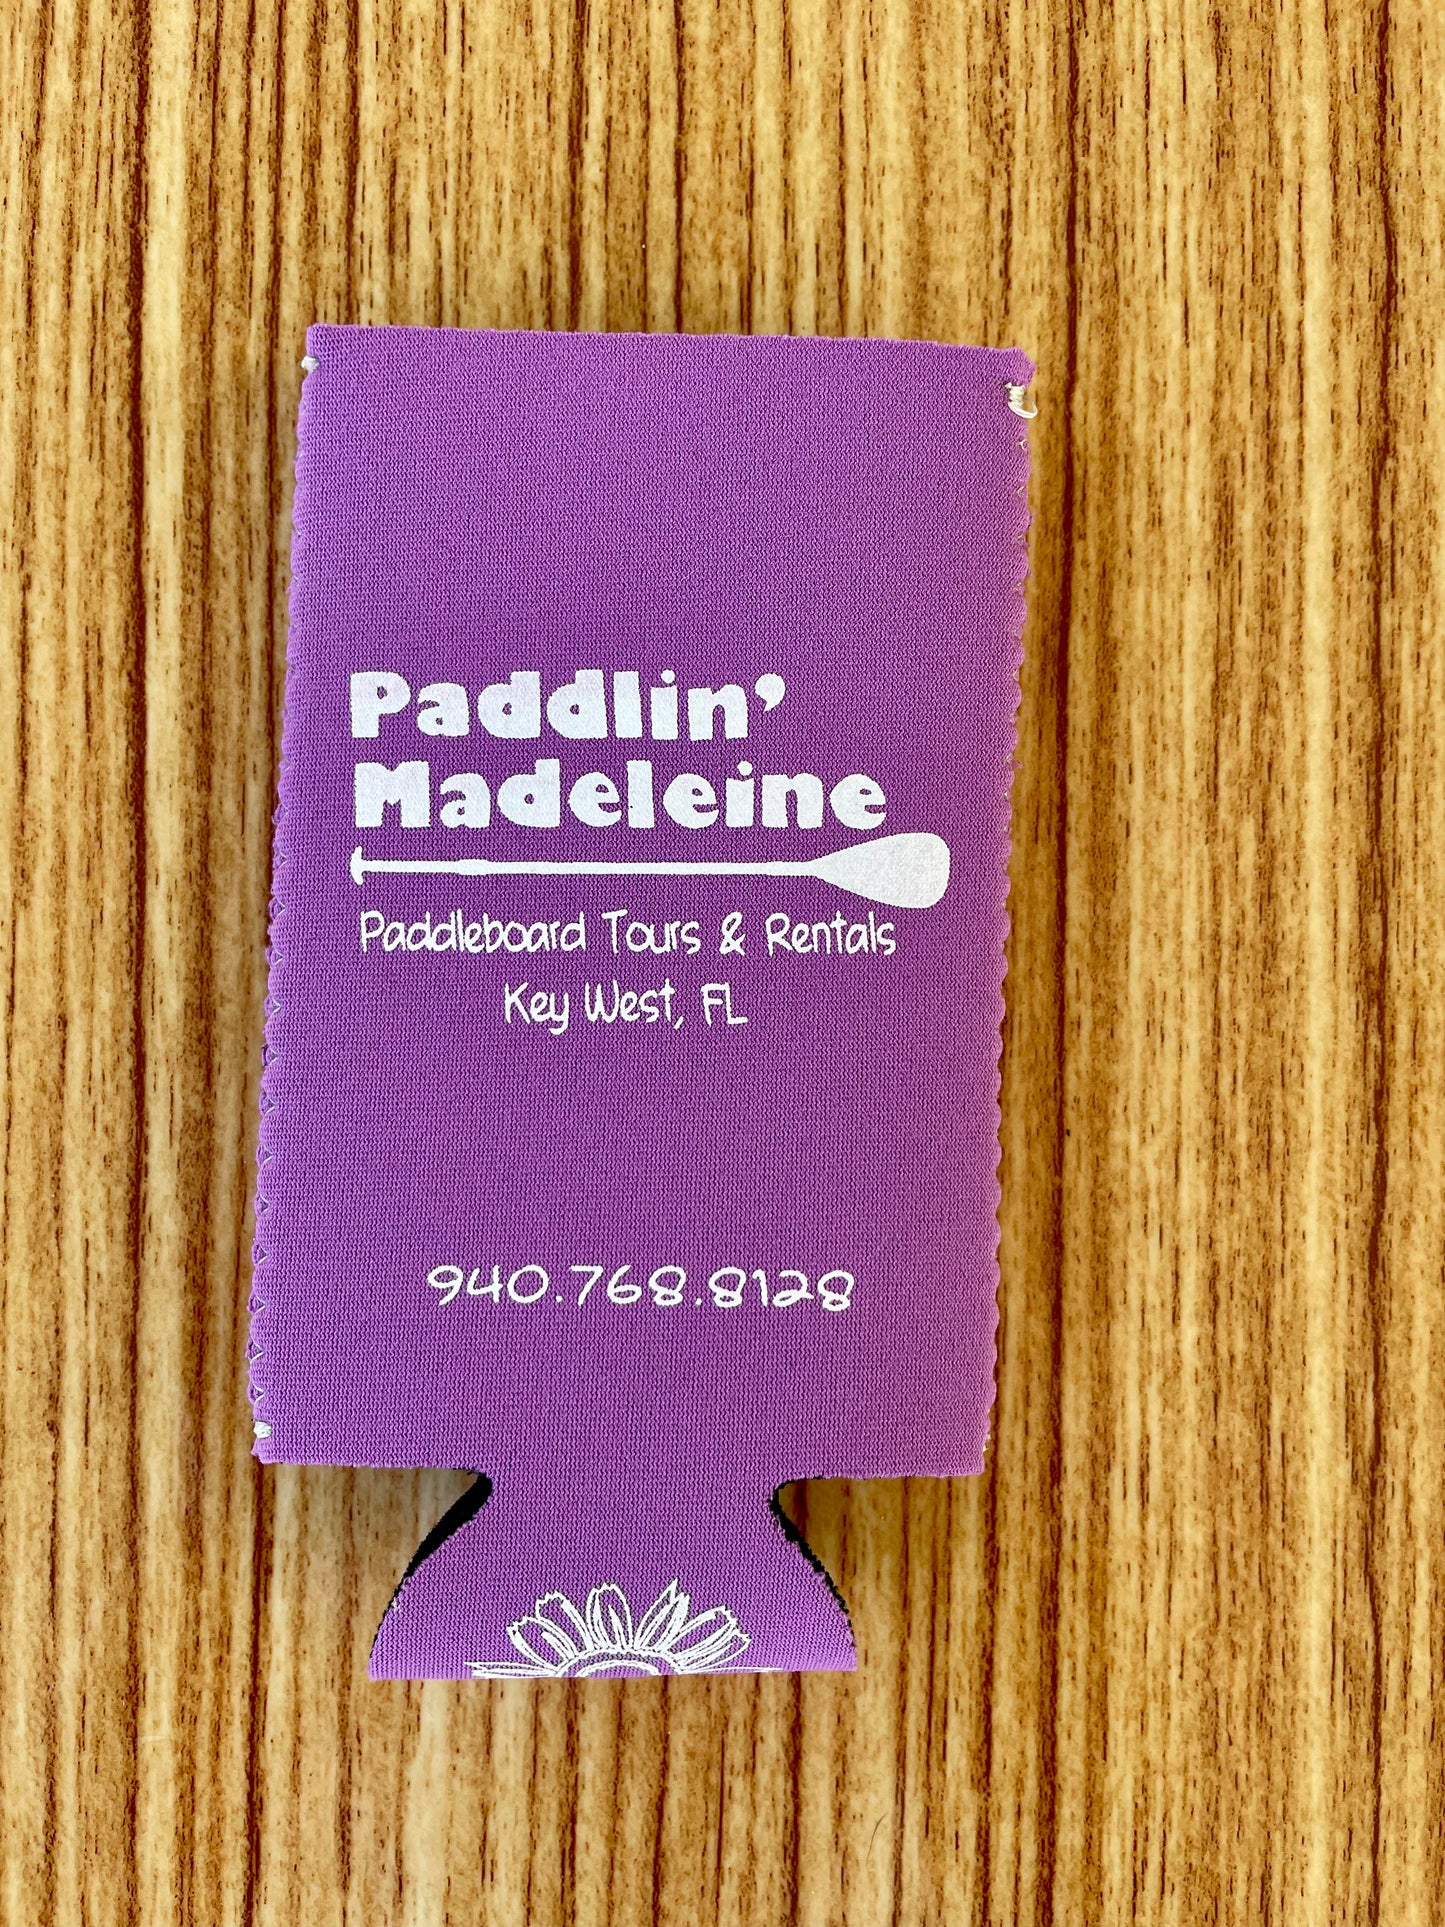 Paddlin'
Madeleine
Paddleboard Tours & Rentals
Key West, FL
940.768.8128